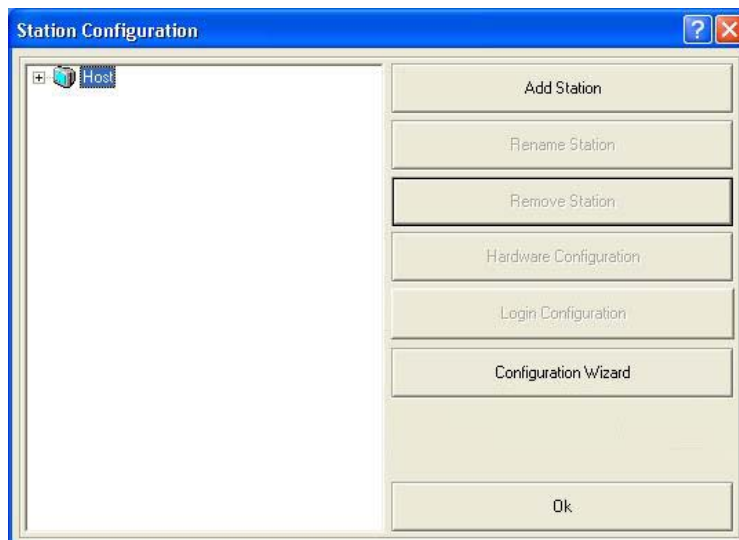 Station Configuration
Host
Add Station
Rename Station
Remove Station
Hardware Configuration
Login Configuration
Configuration Wizard
Ok